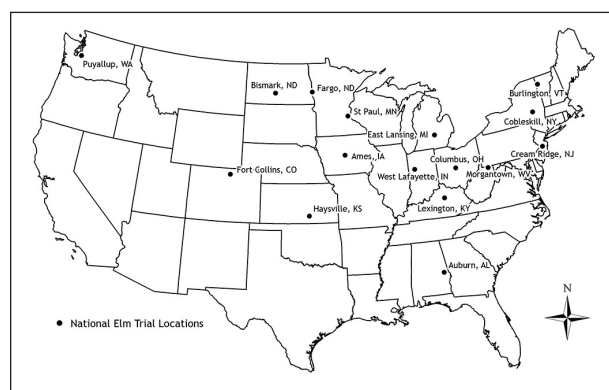 Puyallup, WA
Bismark, ND
Fargo, ND
Burlington, VT
St Paul, MN
Cobleskill, NY
East Lansing, MI
Cream Ridge, NJ
Ames, IA
Columbus, OH
West Lafayette, IN
Morgantown, WV
Fort Collins, CO
Lexington, KY
Haysville, KS
Auburn, AL
N
National Elm Trial Locations